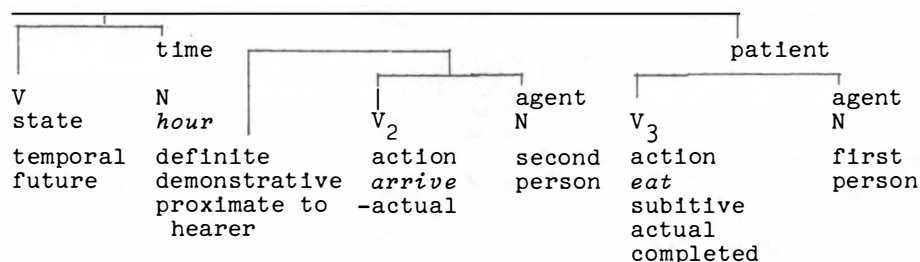 time patient
V N agent agent
state hour V2 N V3 N
temporal definite action second action first
future demonstrative arrive person eat person
proximate to -actual subitive
hearer actual
completed